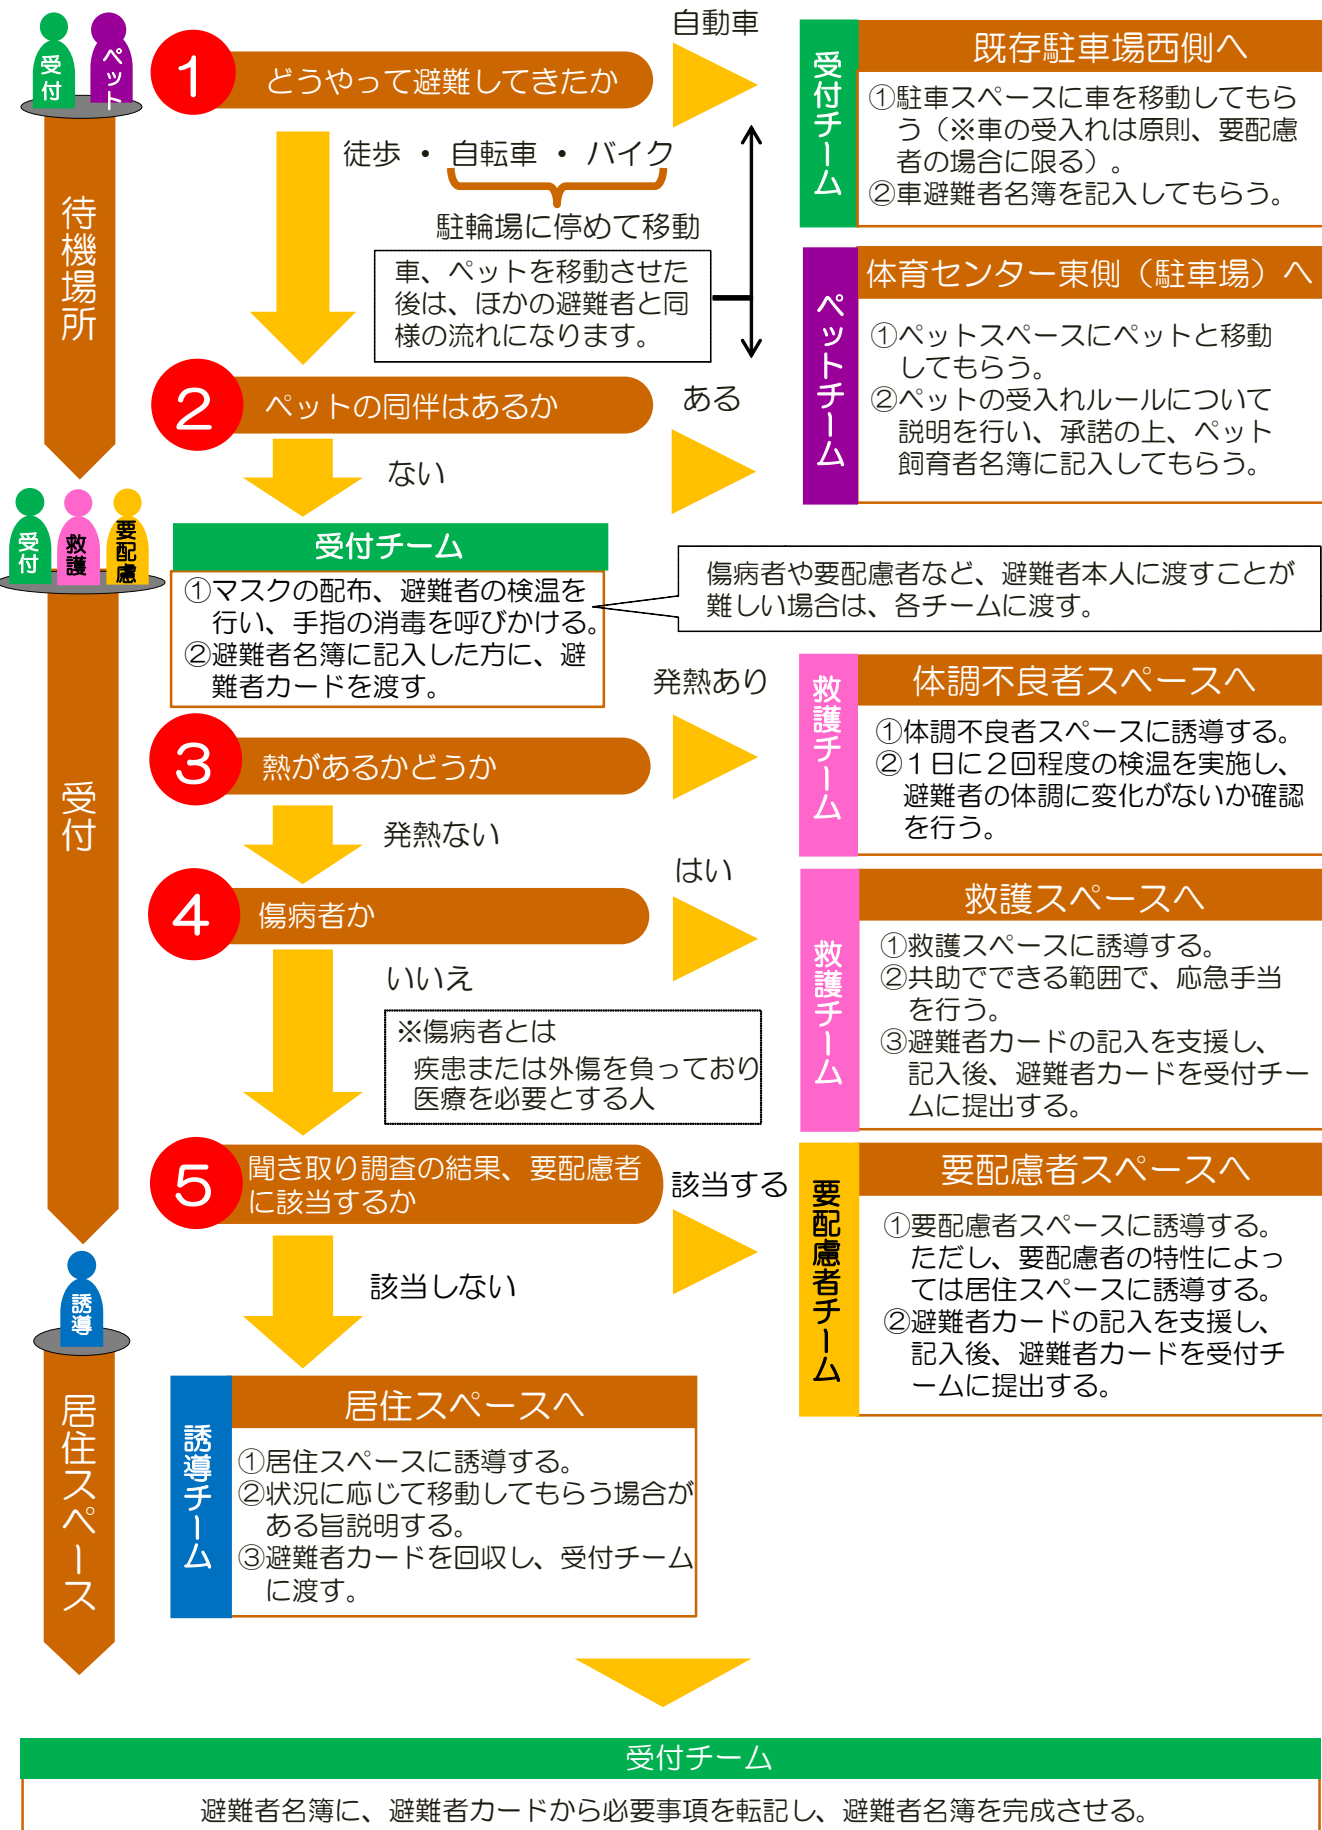 受付
ペット
1
どうやって避難してきたか
自動車
受付チーム
既存駐車場西側へ
①駐車スペースに車を移動してもら
う（※車の受入れは原則、要配慮
者の場合に限る）。
②車避難者名簿を記入してもらう。
徒歩 ・ 自転車 ・ バイク
駐輪場に停めて移動
車、ペットを移動させた
後は、ほかの避難者と同
様の流れになります。
待機場所
ペットチーム
体育センター東側（駐車場）へ
①ペットスペースにペットと移動
してもらう。
②ペットの受入れルールについて
説明を行い、承諾の上、ペット
飼育者名簿に記入してもらう。
2
ペットの同伴はあるか
ある
ない
受付
救護
要配慮
受付チーム
①マスクの配布、避難者の検温を
行い、手指の消毒を呼びかける。
②避難者名簿に記入した方に、避
難者カードを渡す。
傷病者や要配慮者など、避難者本人に渡すことが
難しい場合は、各チームに渡す。
受付
3
熱があるかどうか
発熱あり
救護チーム
体調不良者スペースへ
①体調不良者スペースに誘導する。
②１日に２回程度の検温を実施し、
避難者の体調に変化がないか確認
を行う。
発熱ない
4
傷病者か
はい
救護チーム
救護スペースへ
①救護スペースに誘導する。
②共助でできる範囲で、応急手当
を行う。
③避難者カードの記入を支援し、
記入後、避難者カードを受付チー
ムに提出する。
いいえ
※傷病者とは
疾患または外傷を負っており
医療を必要とする人
5
聞き取り調査の結果、要配慮者
に該当するか
該当する
要配慮者チーム
要配慮者スペースへ
①要配慮者スペースに誘導する。
ただし、要配慮者の特性によっ
ては居住スペースに誘導する。
②避難者カードの記入を支援し、
記入後、避難者カードを受付チ
ームに提出する。
該当しない
誘導
居住スペース
誘導チーム
居住スペースへ
①居住スペースに誘導する。
②状況に応じて移動してもらう場合が
ある旨説明する。
③避難者カードを回収し、受付チーム
に渡す。
受付チーム
避難者名簿に、避難者カードから必要事項を転記し、避難者名簿を完成させる。